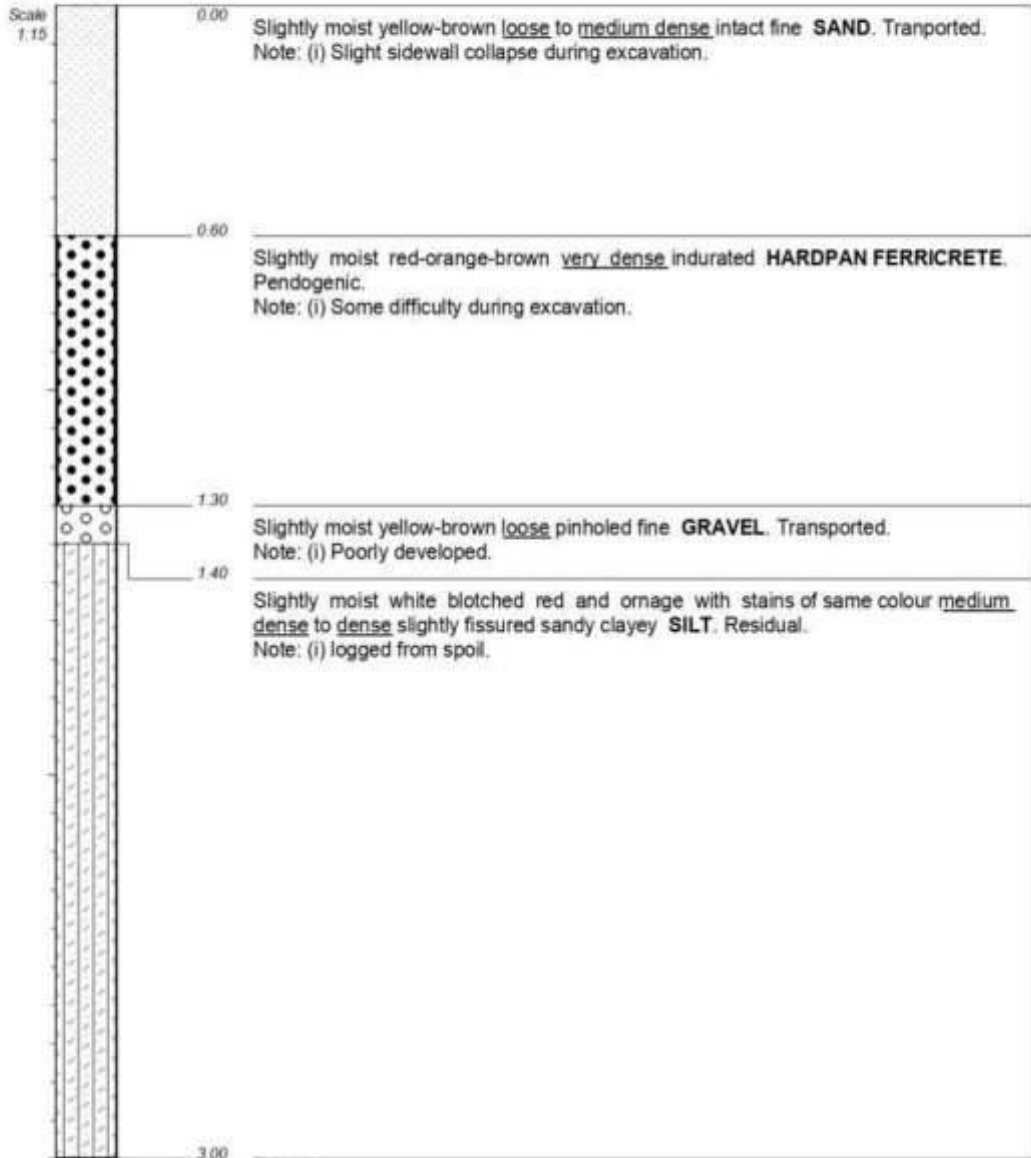 Scale
1:15
0.00
Slightly moist yellow-brown loose to medium dense intact fine SAND. Tranported.
Note: (i) Slight sidewall collapse during excavation.
0.60
Slightly moist red-orange-brown very dense indurated HARDPAN FERRICRETE.
Pendogenic.
Note: (i) Some difficulty during excavation.
1.30
Slightly moist yellow-brown loose pinholed fine GRAVEL. Transported.
Note: (i) Poorly developed.
1.40
Slightly moist white blotched red and ornage with stains of same colour medium
dense to dense slightly fissured sandy clayey SILT. Residual.
Note: (i) logged from spoil.
3.00